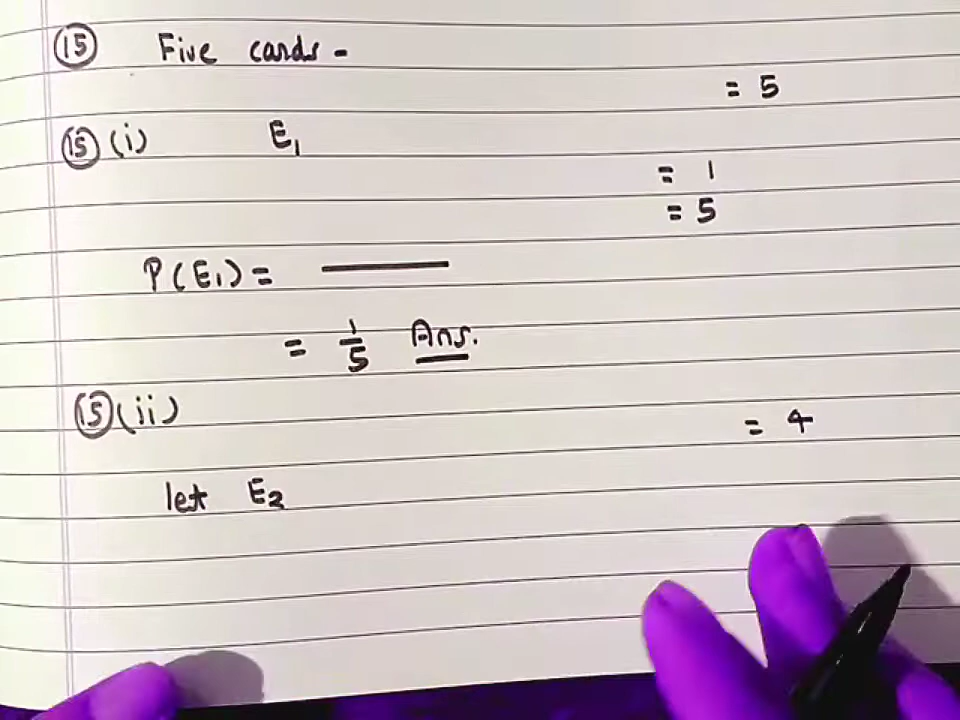 (15) Five cards -
= 5
(15) (i) E₁
= 1
= 5
P(E₁) = ————
= 1/5 Ans.
(15) (ii)
= 4
let E₂